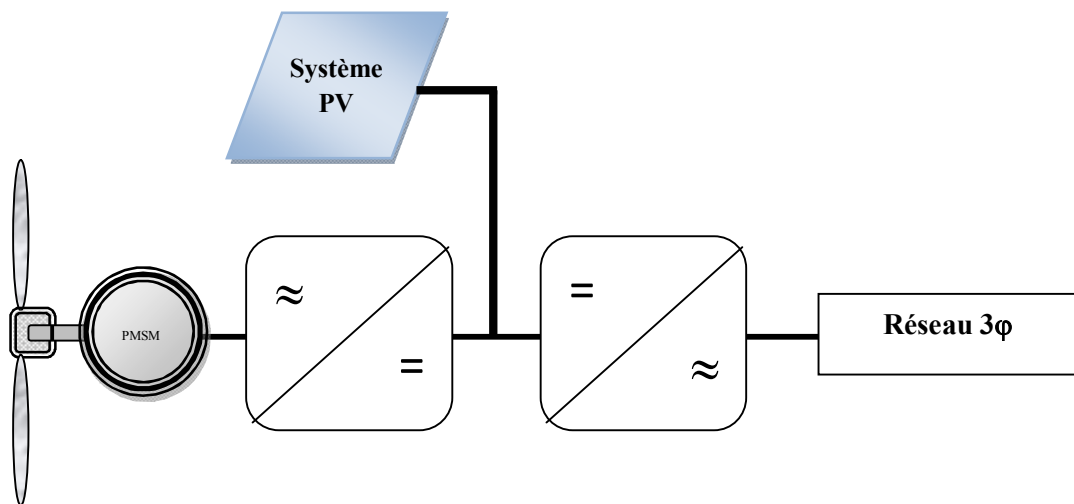 Système
PV
PMSM
≈
=
=
≈
Réseau 3φ